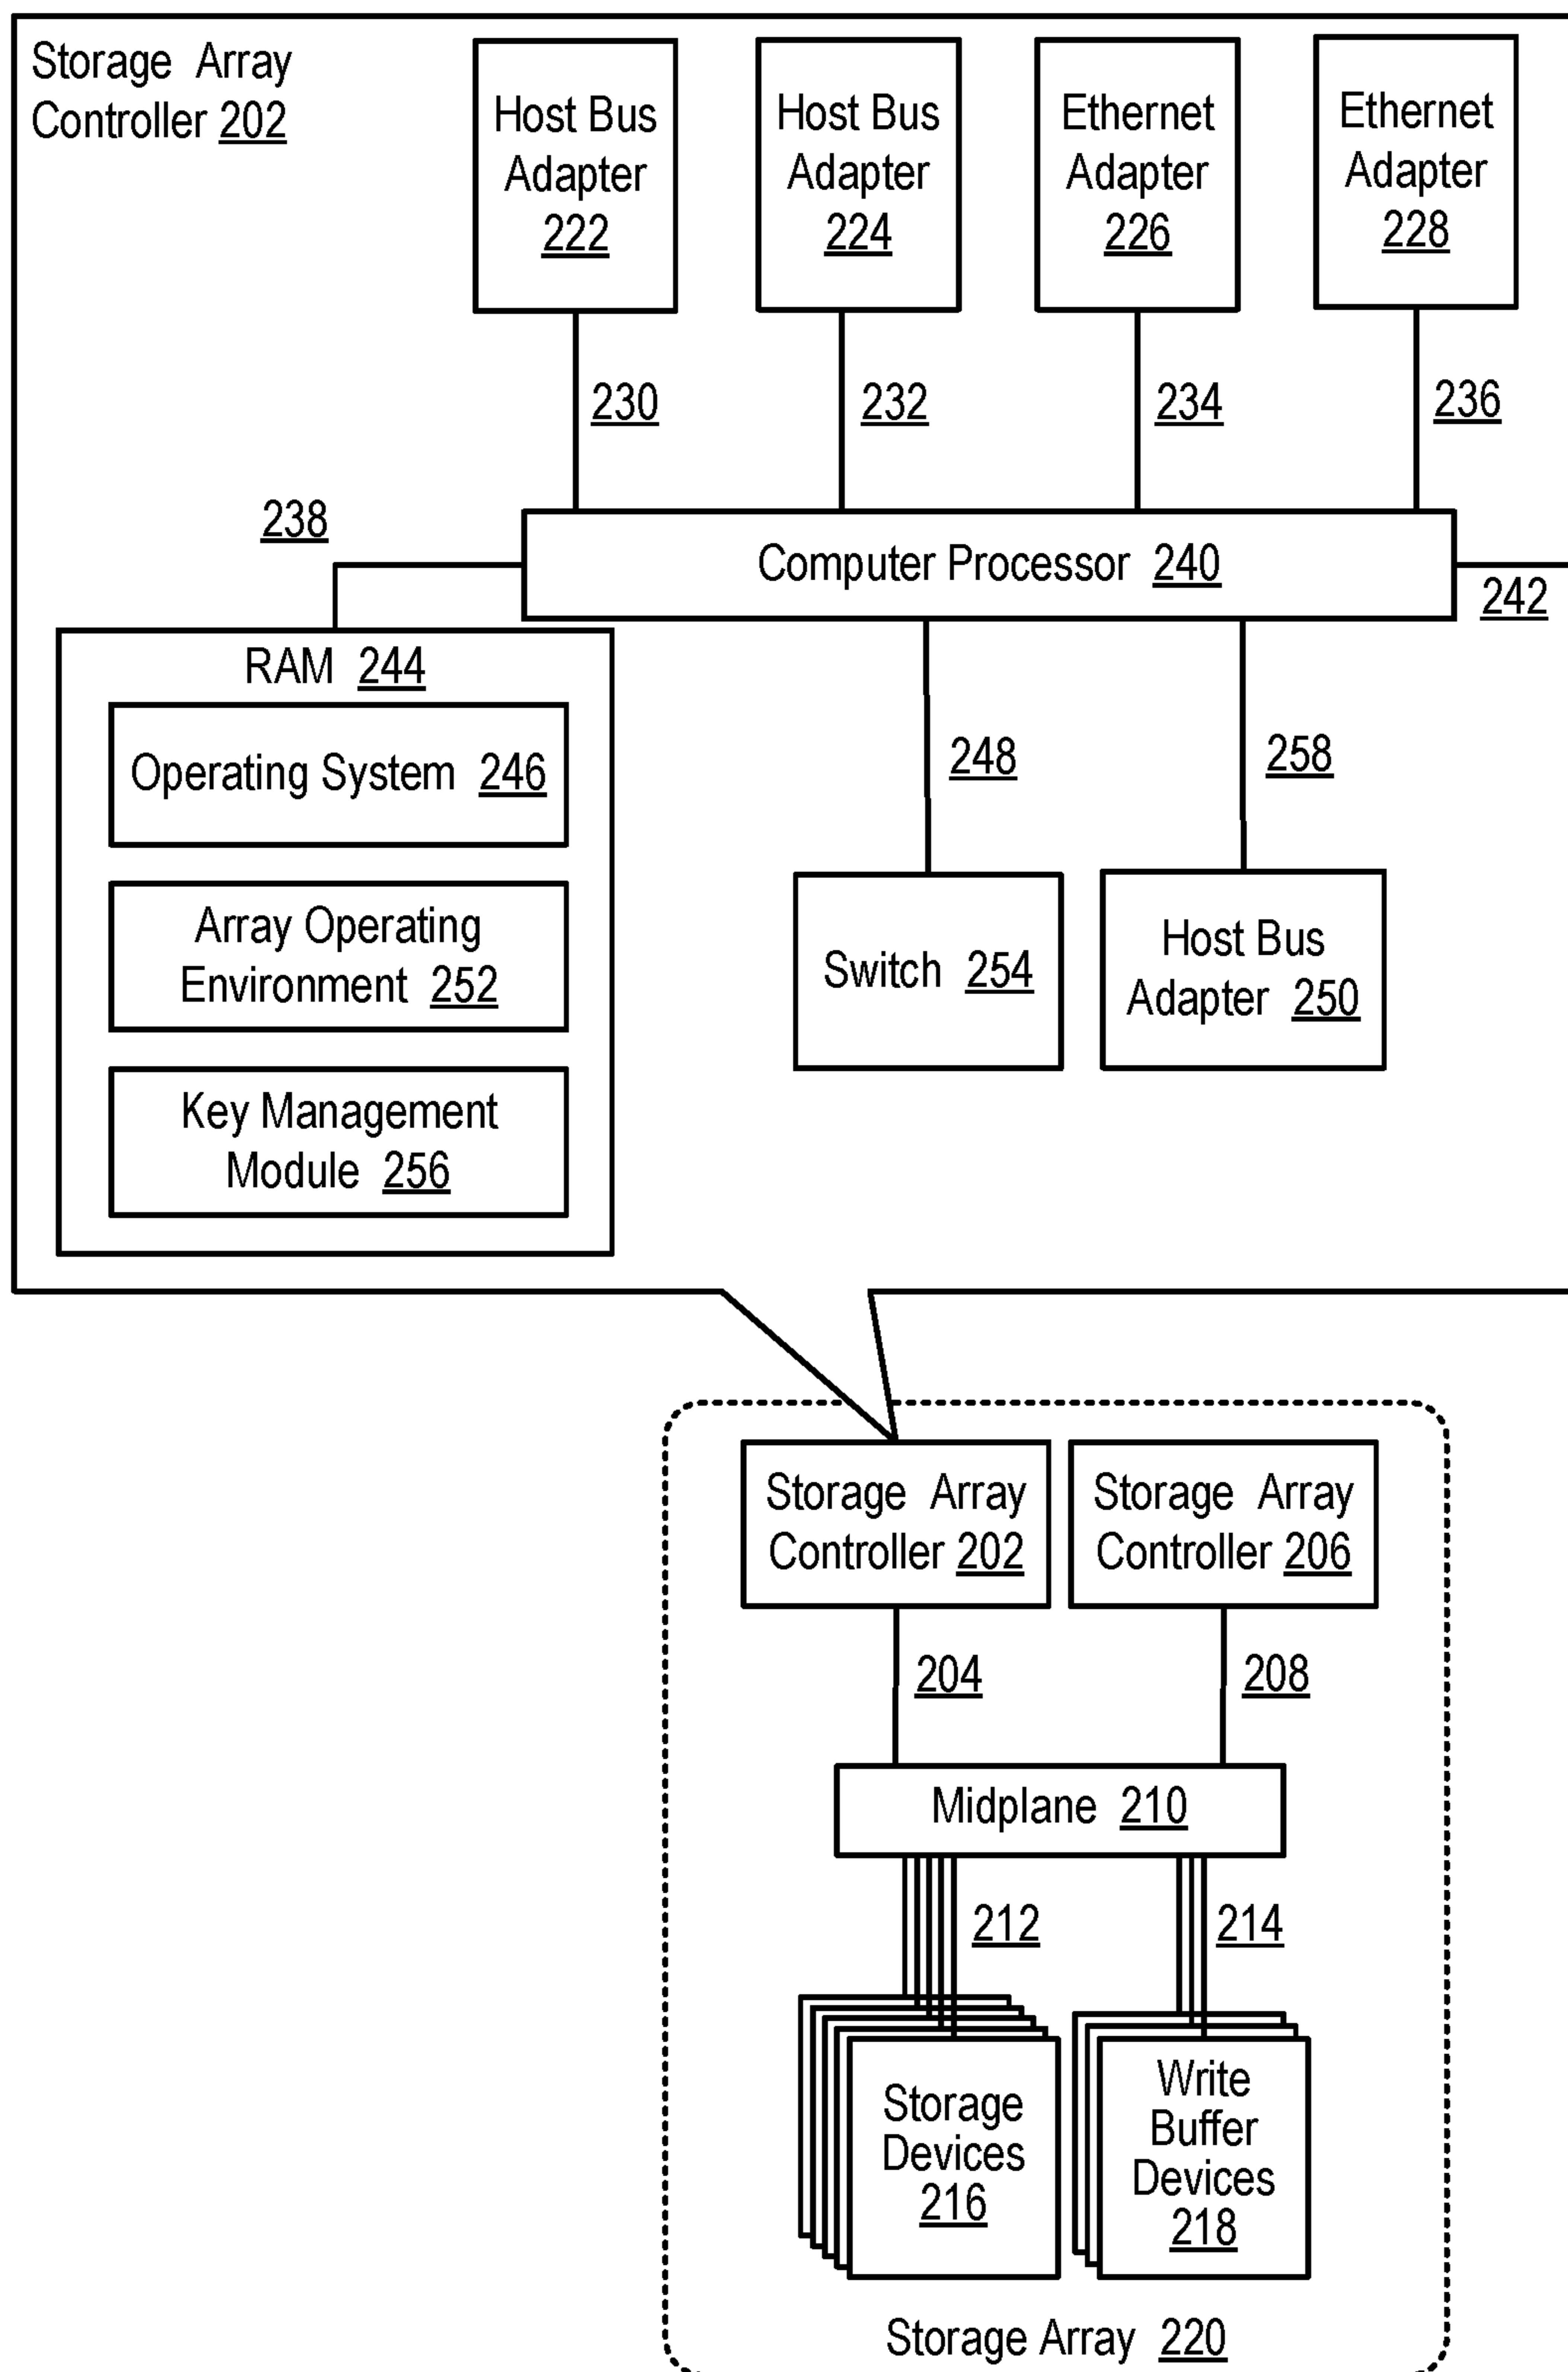 Storage Array
Controller 202
Host Bus
Adapter
222
Host Bus
Adapter
224
Ethernet
Adapter
226
Ethernet
Adapter
228
230
232
234
236
238
Computer Processor 240
242
RAM 244
Operating System 246
Array Operating
Environment 252
Key Management
Module 256
248
258
Switch 254
Host Bus
Adapter 250
Storage Array
Controller 202
Storage Array
Controller 206
204
208
Midplane 210
212
214
Storage
Devices
216
Write
Buffer
Devices
218
Storage Array 220